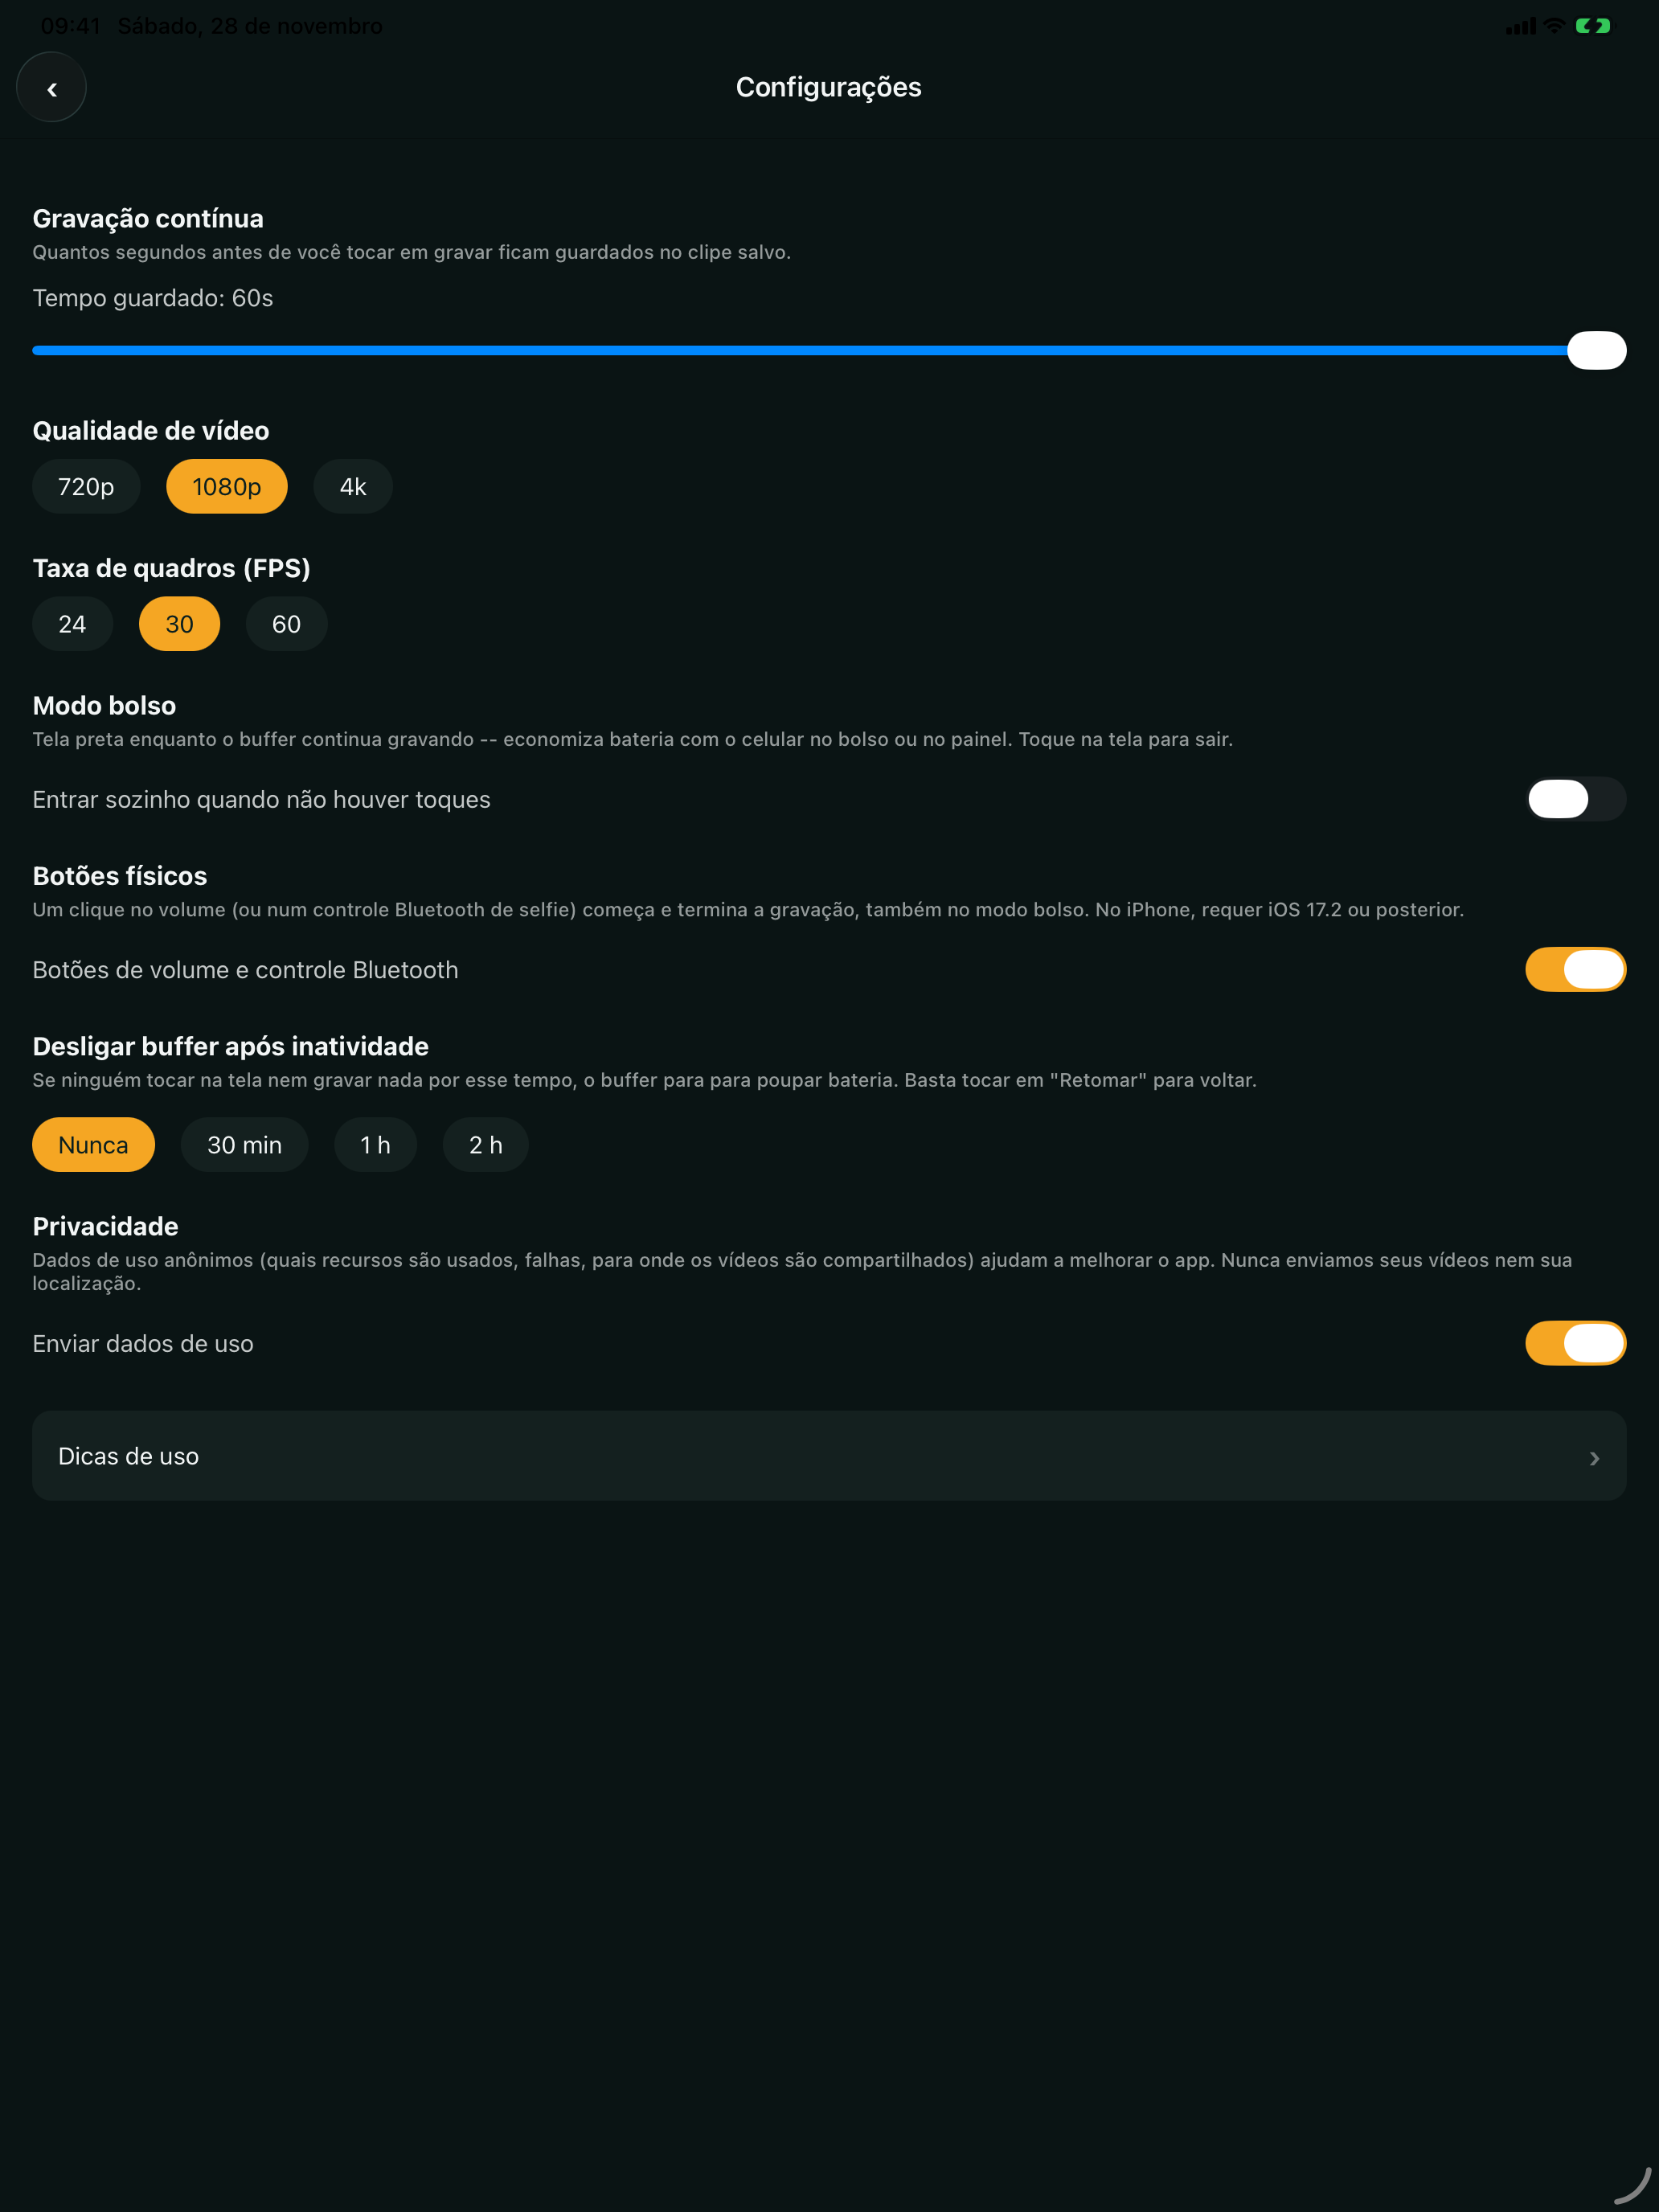 09:41 Sábado, 28 de novembro
Configurações
Gravação contínua
Quantos segundos antes de você tocar em gravar ficam guardados no clipe salvo.
Tempo guardado: 60s
Qualidade de vídeo
720p 1080p 4k
Taxa de quadros (FPS)
24 30 60
Modo bolso
Tela preta enquanto o buffer continua gravando -- economiza bateria com o celular no bolso ou no painel. Toque na tela para sair.
Entrar sozinho quando não houver toques
Botões físicos
Um clique no volume (ou num controle Bluetooth de selfie) começa e termina a gravação, também no modo bolso. No iPhone, requer iOS 17.2 ou posterior.
Botões de volume e controle Bluetooth
Desligar buffer após inatividade
Se ninguém tocar na tela nem gravar nada por esse tempo, o buffer para para poupar bateria. Basta tocar em "Retomar" para voltar.
Nunca 30 min 1 h 2 h
Privacidade
Dados de uso anônimos (quais recursos são usados, falhas, para onde os vídeos são compartilhados) ajudam a melhorar o app. Nunca enviamos seus vídeos nem sua
localização.
Enviar dados de uso
Dicas de uso